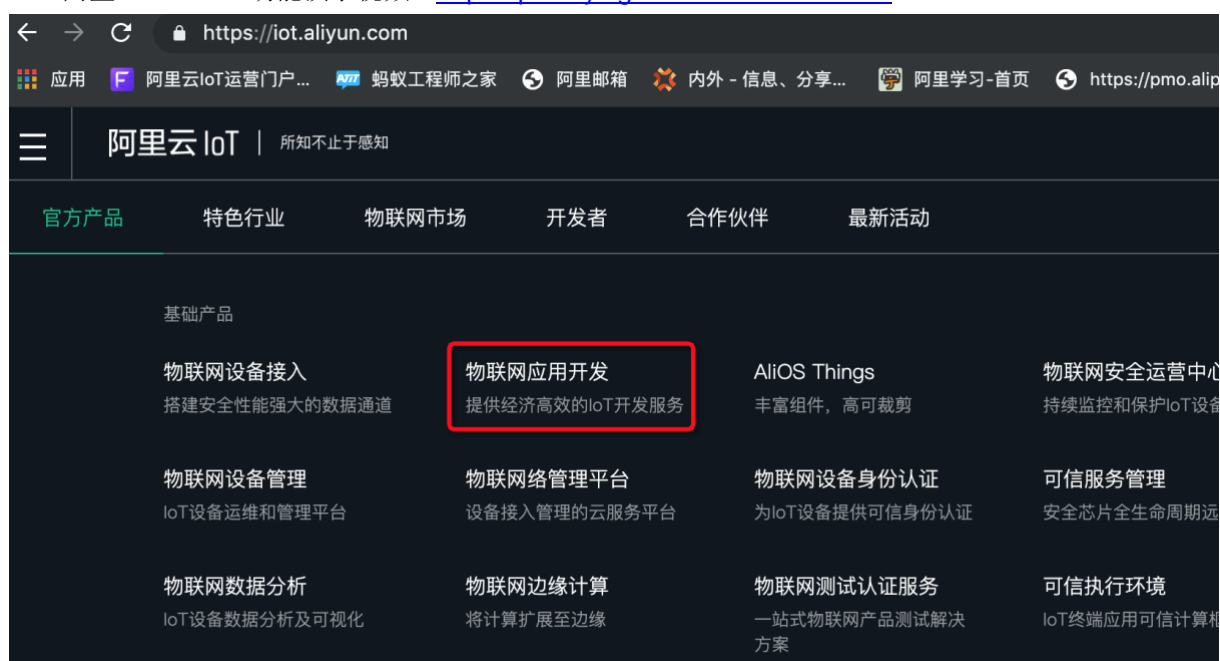 https://iot.aliyun.com
应用 阿里云IoT运营门户... 蚂蚁工程师之家 阿里邮箱 内外 - 信息、分享... 阿里学习-首页 https://pmo.alip
阿里云 IoT | 所知不止于感知
官方产品 特色行业 物联网市场 开发者 合作伙伴 最新活动
基础产品
物联网设备接入 物联网应用开发 AliOS Things 物联网安全运营中心
搭建安全性能强大的数据通道 提供经济高效的IoT开发服务 丰富组件，高可裁剪 持续监控和保护IoT设备
物联网设备管理 物联网络管理平台 物联网设备身份认证 可信服务管理
IoT设备运维和管理平台 设备接入管理的云服务平台 为IoT设备提供可信身份认证 安全芯片全生命周期远
物联网数据分析 物联网边缘计算 物联网测试认证服务 可信执行环境
IoT设备数据分析及可视化 将计算扩展至边缘 一站式物联网产品测试解决 IoT终端应用可信计算框
方案